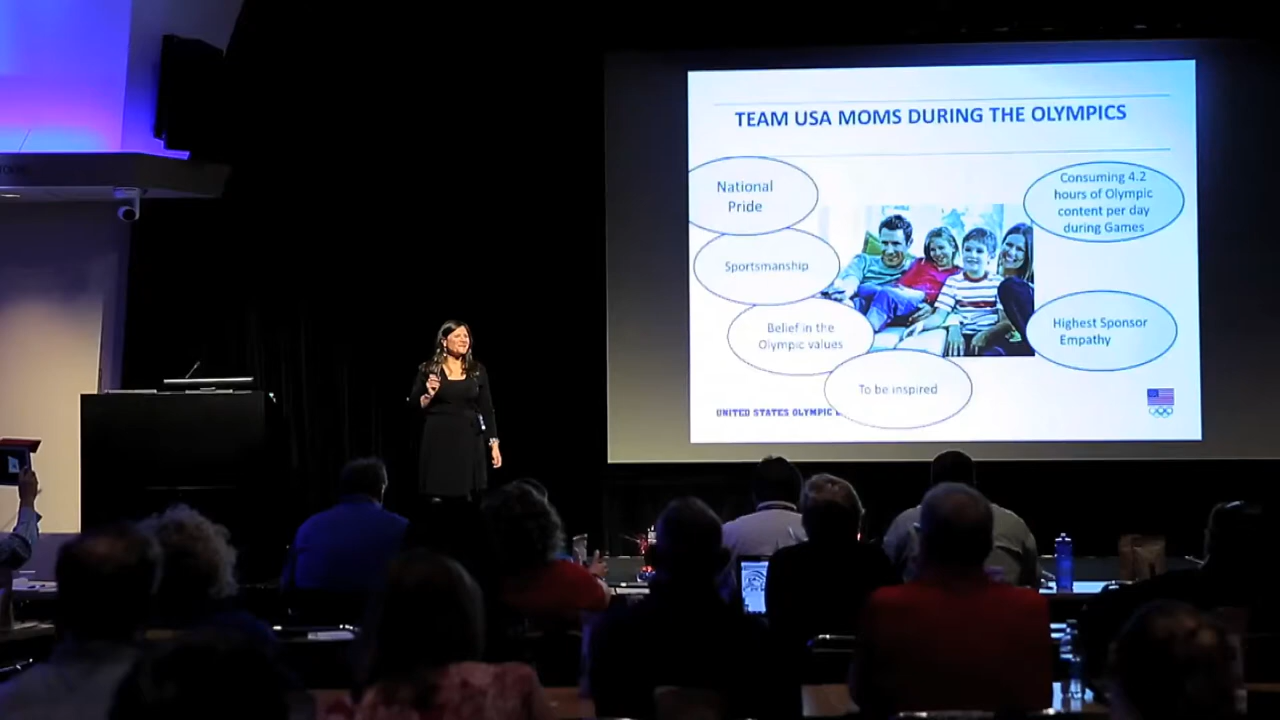 TEAM USA MOMS DURING THE OLYMPICS
National
Pride
Consuming 4.2
hours of Olympic
content per day
during Games
Sportsmanship
Belief in the
Olympic values
Highest Sponsor
Empathy
To be inspired
UNITED STATES OLYMPIC